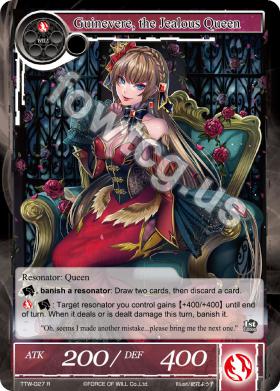 Guinevere, the Jealous Queen
WILL
fowtcg.us
Resonator: Queen
, banish a resonator: Draw two cards, then discard a card.
: Target resonator you control gains 【+400/+400】 until end
of turn. When it deals or is dealt damage this turn, banish it.
1st
"Oh, seems I made another mistake...please bring me the next one."
ATK 200/ DEF 400
TTW-027 R ©FORCE OF WILL Co.,Ltd. Illust/